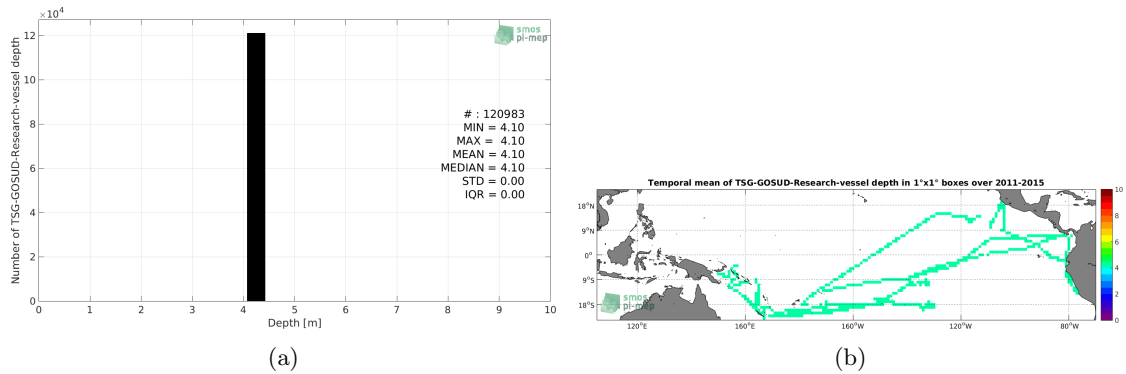 ×10⁴
smos
pi-mep
12
10
8
6
4
2
0
Number of TSG-GOSUD-Research-vessel depth
# : 120983
MIN = 4.10
MAX = 4.10
MEAN = 4.10
MEDIAN = 4.10
STD = 0.00
IQR = 0.00
0 1 2 3 4 5 6 7 8 9 10
Depth [m]
(a)
Temporal mean of TSG-GOSUD-Research-vessel depth in 1°x1° boxes over 2011-2015
18°N
9°N
0°
9°S
18°S
smos
pi-mep
120°E 160°E 160°W 120°W 80°W
10
8
6
4
2
0
(b)